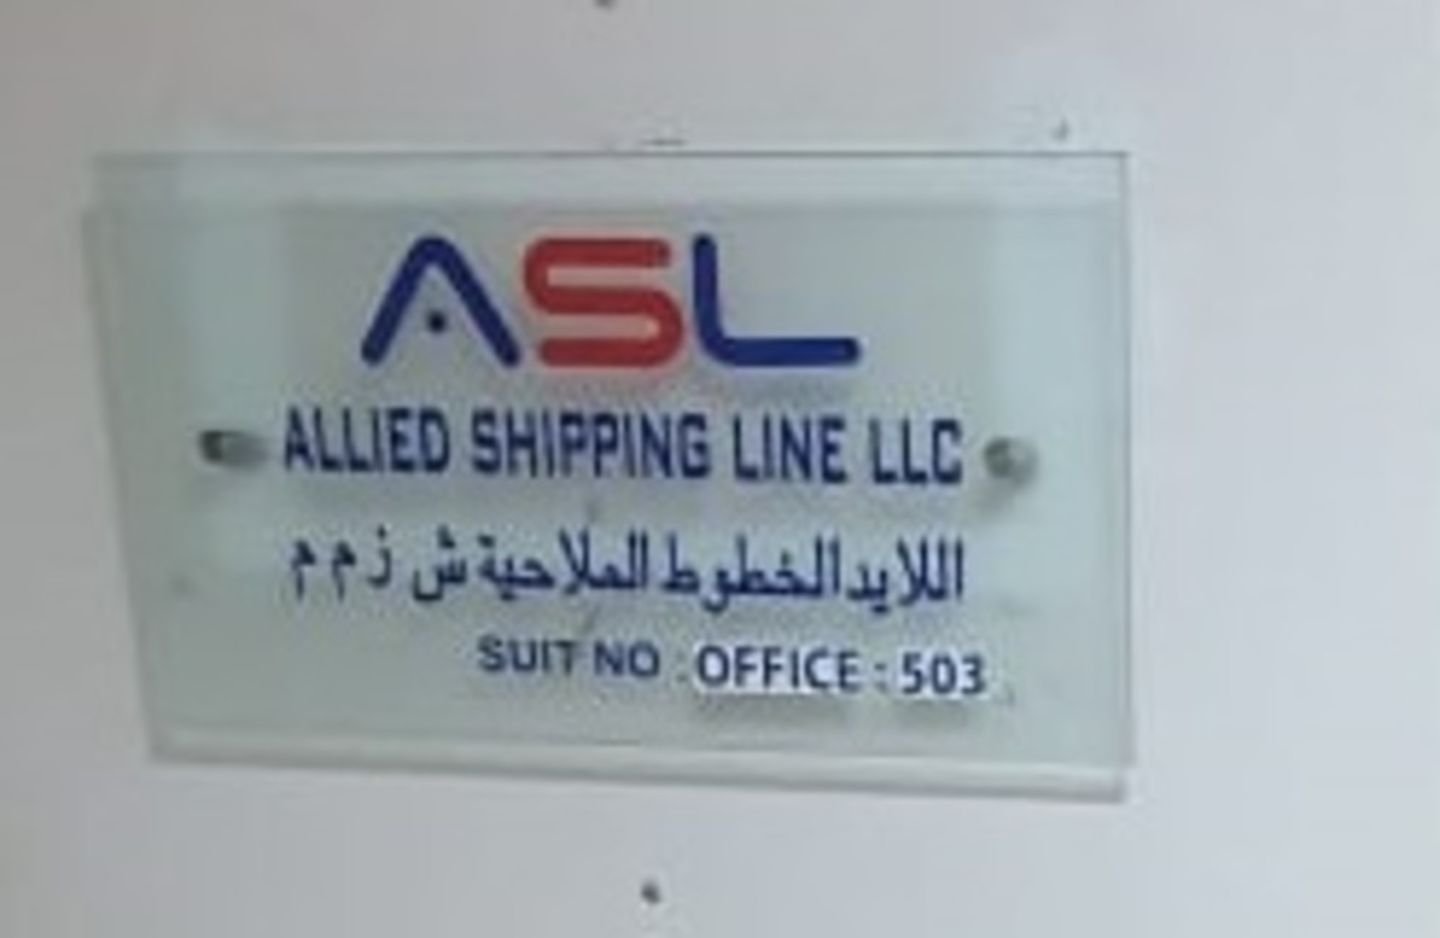 ASL
ALLIED SHIPPING LINE LLC
اللايد الخطوط الملاحية ش ذ م م
SUIT NO : OFFICE : 503